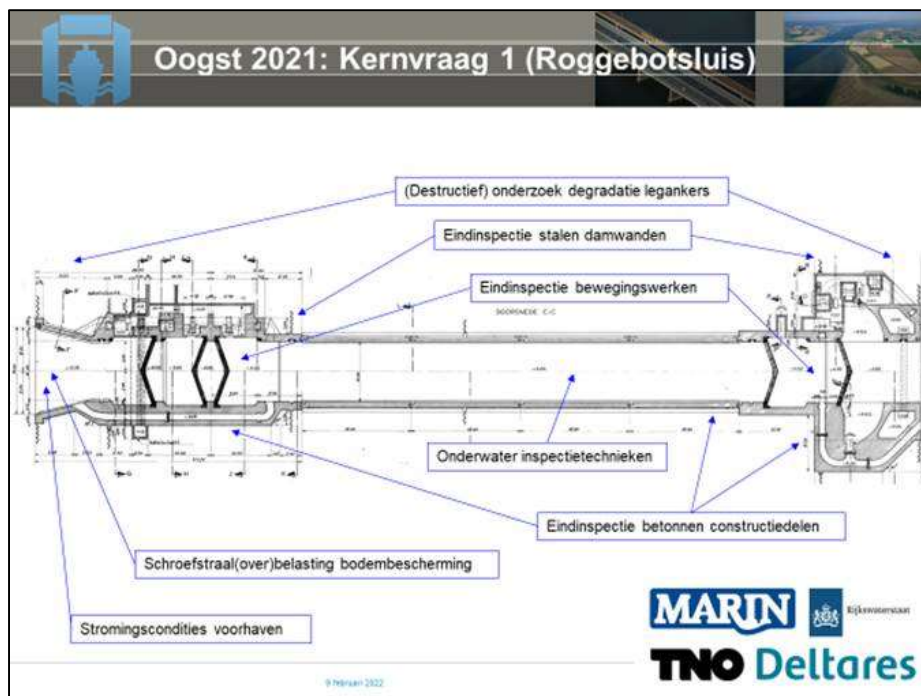 Oogst 2021: Kernvraag 1 (Roggebotsluis)
(Destructief) onderzoek degradatie legankers
Eindinspectie stalen damwanden
Eindinspectie bewegingswerken
DOORSNEDE C-C
Onderwater inspectietechnieken
Eindinspectie betonnen constructiedelen
Schroefstraal(over)belasting bodembescherming
Stromingscondities voorhaven
MARIN
Rijkswaterstaat
TNO Deltares
9 februari 2022